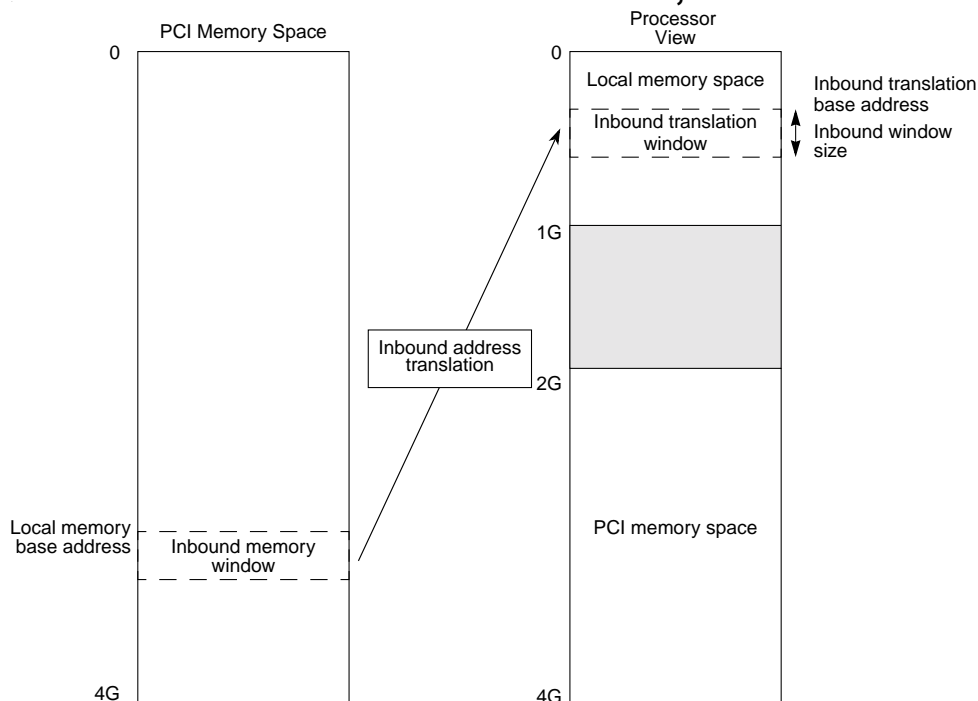 PCI Memory Space
0
Local memory
base address
Inbound memory
window
4G
Inbound address
translation
Processor
View
0
Local memory space
Inbound translation
window
Inbound translation
base address
Inbound window
size
1G
2G
PCI memory space
4G